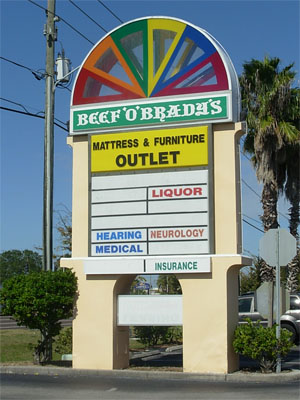 BEEF 'O' BRADY'S
MATTRESS & FURNITURE
OUTLET
LIQUOR
HEARING NEUROLOGY
MEDICAL
INSURANCE